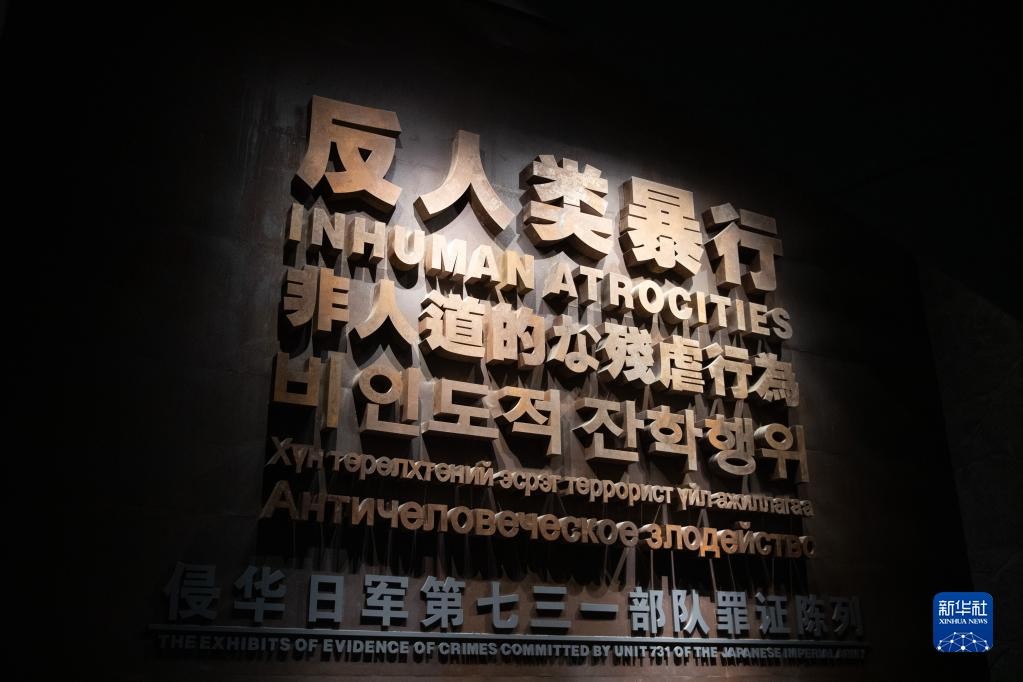 反人类暴行
INHUMAN ATROCITIES
非人道的な残虐行為
비인도적 잔학행위
Хүн төрөлхтөний эсрэг террорист үйл ажиллагаа
Античеловеческое злодейство
侵华日军第七三一部队罪证陈列
THE EXHIBITS OF EVIDENCE OF CRIMES COMMITTED BY UNIT 731 OF THE JAPANESE IMPERIAL ARMY
新华社
XINHUA NEWS